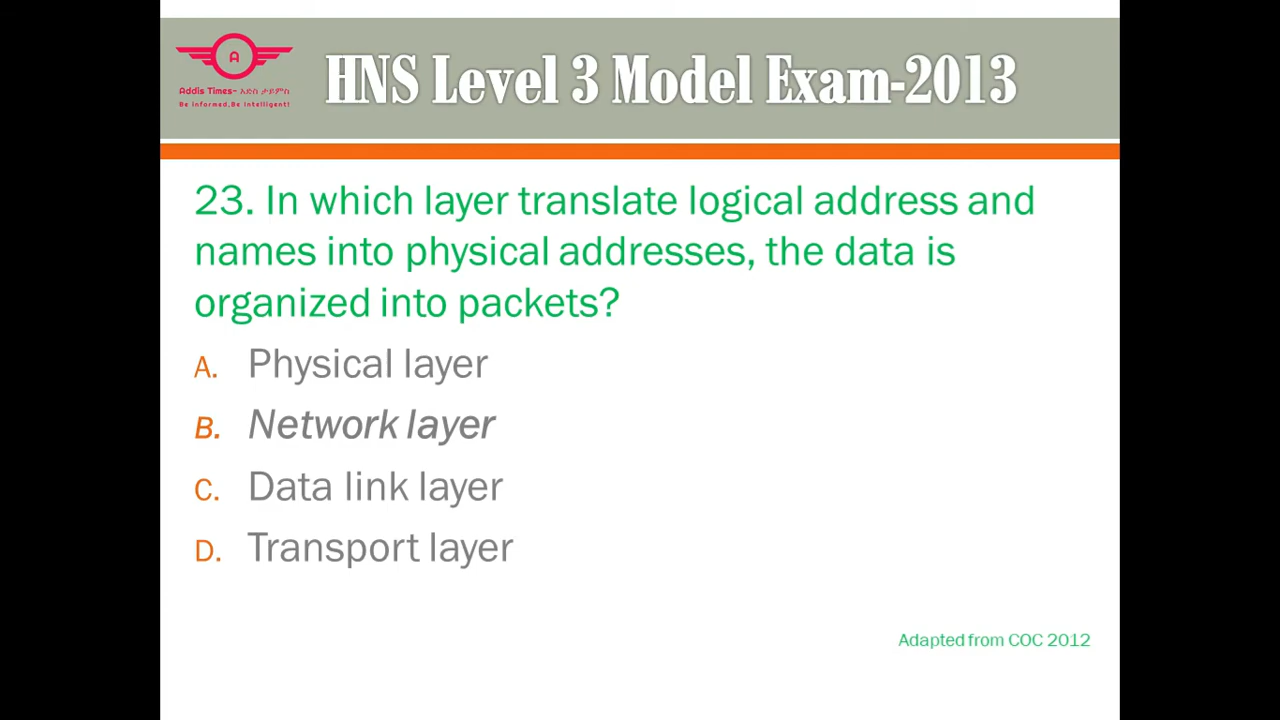 A
Addis Times- አድስ ታይምስ
Be Informed,Be Intelligent!
HNS Level 3 Model Exam-2013
23. In which layer translate logical address and
names into physical addresses, the data is
organized into packets?
A. Physical layer
B. Network layer
C. Data link layer
D. Transport layer
Adapted from COC 2012